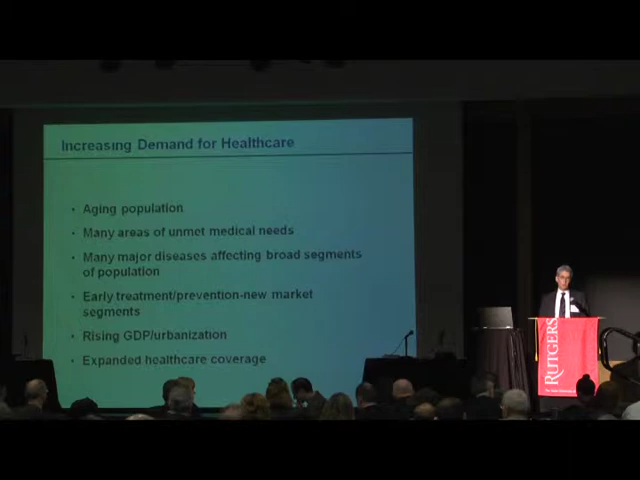 Increasing Demand for Healthcare
• Aging population
• Many areas of unmet medical needs
• Many major diseases affecting broad segments
of population
• Early treatment/prevention-new market
segments
• Rising GDP/urbanization
• Expanded healthcare coverage
RUTGERS